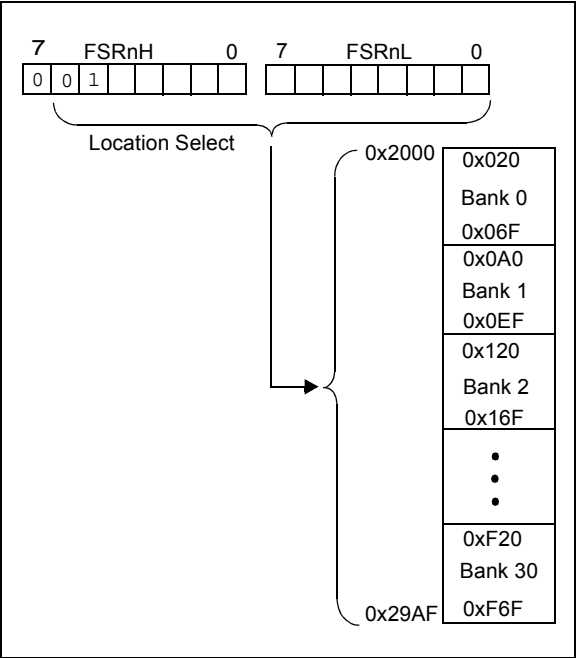 7 FSRnH 0 7 FSRnL 0
0 0 1
Location Select
0x2000 0x020
Bank 0
0x06F
0x0A0
Bank 1
0x0EF
0x120
Bank 2
0x16F
0xF20
Bank 30
0x29AF 0xF6F